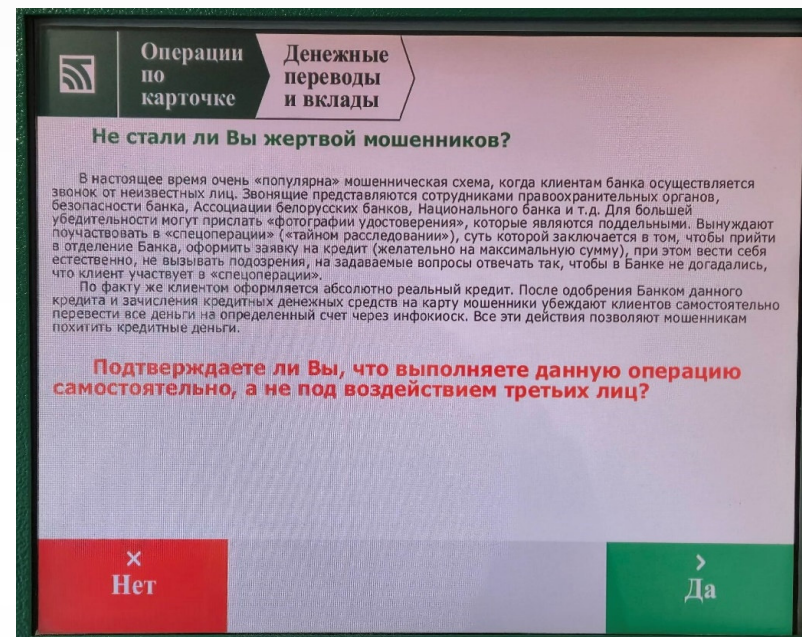 Операции
по
карточке
Денежные
переводы
и вклады
Не стали ли Вы жертвой мошенников?
В настоящее время очень «популярна» мошенническая схема, когда клиентам банка осуществляется
звонок от неизвестных лиц. Звонящие представляются сотрудниками правоохранительных органов,
безопасности банка, Ассоциации белорусских банков, Национального банка и т.д. Для большей
убедительности могут прислать «фотографии удостоверения», которые являются поддельными. Вынуждают
поучаствовать в «спецоперации» («тайном расследовании»), суть которой заключается в том, чтобы прийти
в отделение Банка, оформить заявку на кредит (желательно на максимальную сумму), при этом вести себя
естественно, не вызывать подозрения, на задаваемые вопросы отвечать так, чтобы в Банке не догадались,
что клиент участвует в «спецоперации».
По факту же клиентом оформляется абсолютно реальный кредит. После одобрения Банком данного
кредита и зачисления кредитных денежных средств на карту мошенники убеждают клиентов самостоятельно
перевести все деньги на определенный счет через инфокиоск. Все эти действия позволяют мошенникам
похитить кредитные деньги.
Подтверждаете ли Вы, что выполняете данную операцию
самостоятельно, а не под воздействием третьих лиц?
Нет
Да